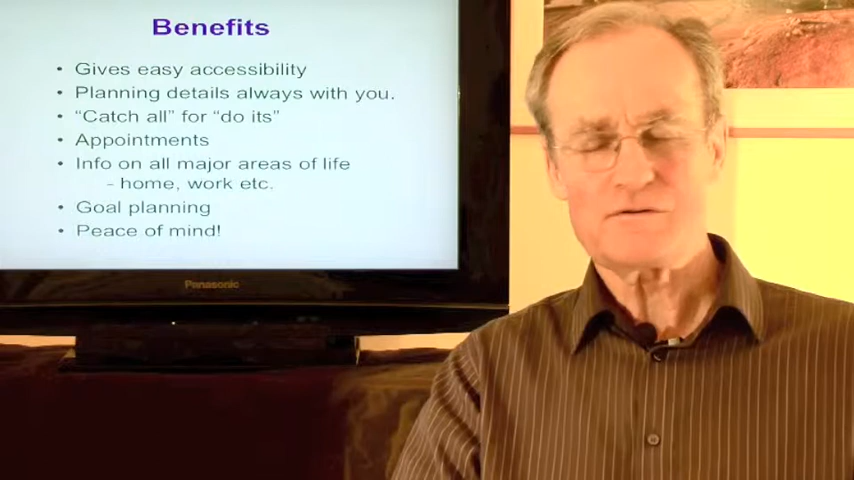 Benefits
• Gives easy accessibility
• Planning details always with you.
• “Catch all” for “do its”
• Appointments
• Info on all major areas of life
- home, work etc.
• Goal planning
• Peace of mind!
Panasonic